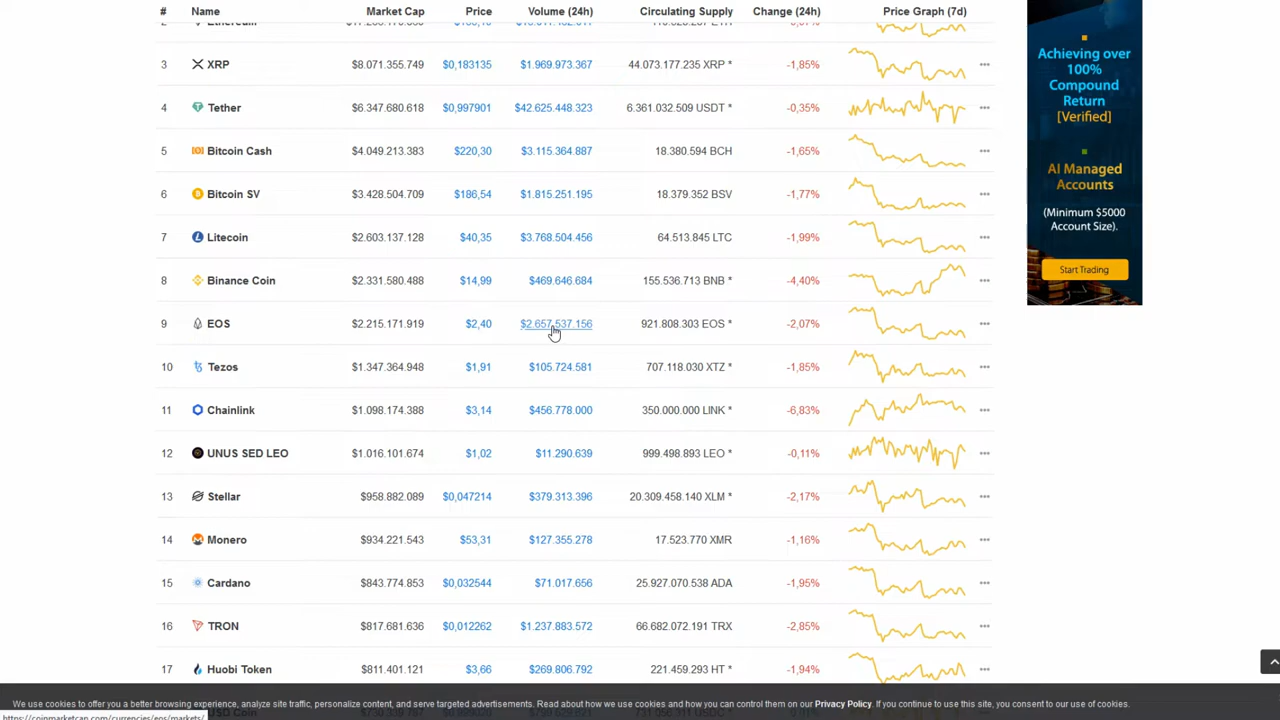 # Name Market Cap Price Volume (24h) Circulating Supply Change (24h) Price Graph (7d)
3 XRP $8.071.355.704 $0,183135 $1.969.973.367 44.073.177.235 XRP * -1,85% •••
4 Tether $6.347.680.618 $0,997901 $42.625.448.323 6.361.032.509 USDT * -0,35% •••
5 Bitcoin Cash $4.049.213.383 $220,30 $3.115.364.887 18.380.594 BCH -1,65% •••
6 Bitcoin SV $3.428.506.309 $186,54 $1.815.251.195 18.379.352 BSV -1,77% •••
7 Litecoin $40,35 $3.768.504.456 64.613.845 LTC -1,99% •••
8 Binance Coin $14,99 $469.646.684 155.536.713 BNB * -4,40% •••
9 EOS $2.215.171.919 $2,40 $2.657.537.156 921.808.303 EOS * -2,07% •••
10 Tezos $1.347.364.948 $1,91 $105.724.581 707.118.030 XTZ * -1,85% •••
11 Chainlink $1.098.174.388 $3,14 $456.778.000 350.000.000 LINK * -6,83% •••
12 UNUS SED LEO $1.016.101.674 $1,02 $11.290.639 999.498.893 LEO * -0,11% •••
13 Stellar $958.882.089 $0,047214 $379.313.396 20.309.458.140 XLM * -2,17% •••
14 Monero $934.221.543 $53,31 $127.355.278 17.523.770 XMR -1,16% •••
15 Cardano $843.774.853 $0,032544 $71.017.656 25.927.070.538 ADA -1,95% •••
16 TRON $817.681.636 $0,012262 $1.237.883.572 66.682.072.191 TRX -2,85% •••
17 Huobi Token $811.401.121 $3,66 $269.806.792 221.459.293 HT * -1,94% •••
Achieving over
100%
Compound
Return
[Verified]
AI Managed
Accounts
(Minimum $5000
Account Size).
Start Trading
We use cookies to offer you a better browsing experience, analyze site traffic, personalize content, and serve targeted advertisements. Read about how we use cookies and how you can control them on our Privacy Policy. If you continue to use this site, you consent to our use of cookies.
https://coinmarketcap.com/currencies/eos/markets/